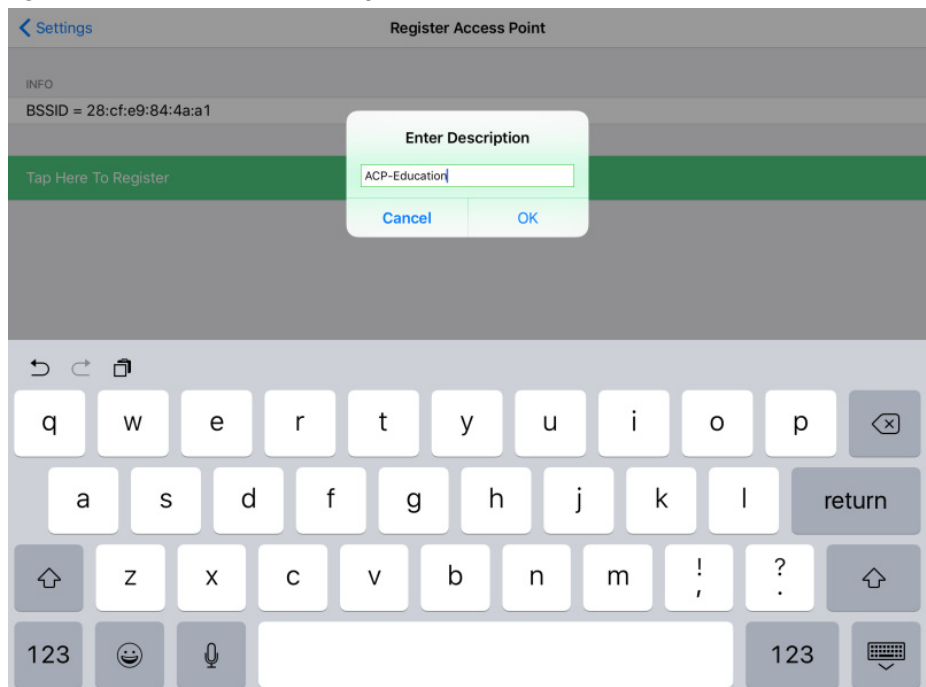 Settings
Register Access Point
INFO
BSSID = 28:cf:e9:84:4a:a1
Enter Description
ACP-Education
Tap Here To Register
Cancel OK
q w e r t y u i o p
a s d f g h j k l return
z x c v b n m ! , ? .
123 123